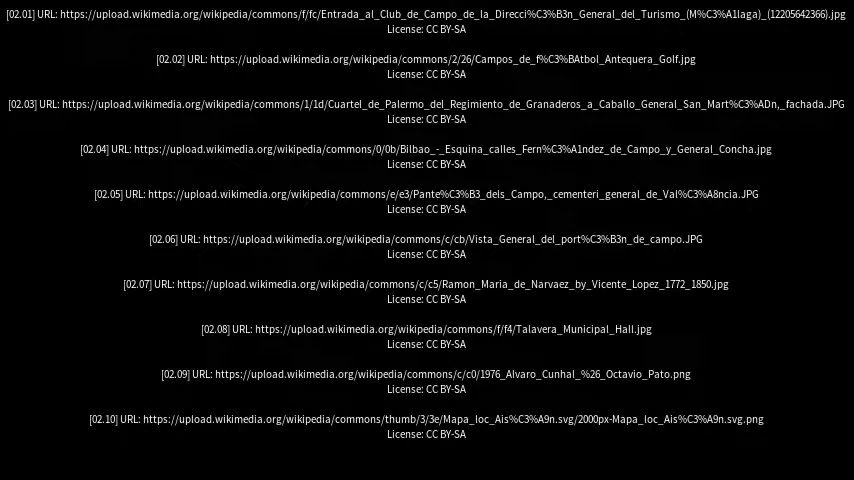 [02.01] URL: https://upload.wikimedia.org/wikipedia/commons/f/fc/Entrada_al_Club_de_Campo_de_la_Direcci%C3%B3n_General_del_Turismo_(M%C3%A1laga)_(12205642366).jpg
License: CC BY-SA
[02.02] URL: https://upload.wikimedia.org/wikipedia/commons/2/26/Campos_de_f%C3%BAtbol_Antequera_Golf.jpg
License: CC BY-SA
[02.03] URL: https://upload.wikimedia.org/wikipedia/commons/1/1d/Cuartel_de_Palermo_del_Regimiento_de_Granaderos_a_Caballo_General_San_Mart%C3%ADn,_fachada.JPG
License: CC BY-SA
[02.04] URL: https://upload.wikimedia.org/wikipedia/commons/0/0b/Bilbao_-_Esquina_calles_Fern%C3%A1ndez_de_Campo_y_General_Concha.jpg
License: CC BY-SA
[02.05] URL: https://upload.wikimedia.org/wikipedia/commons/e/e3/Pante%C3%B3_dels_Campo,_cementeri_general_de_Val%C3%A8ncia.JPG
License: CC BY-SA
[02.06] URL: https://upload.wikimedia.org/wikipedia/commons/c/cb/Vista_General_del_port%C3%B3n_de_campo.JPG
License: CC BY-SA
[02.07] URL: https://upload.wikimedia.org/wikipedia/commons/c/c5/Ramon_Maria_de_Narvaez_by_Vicente_Lopez_1772_1850.jpg
License: CC BY-SA
[02.08] URL: https://upload.wikimedia.org/wikipedia/commons/f/f4/Talavera_Municipal_Hall.jpg
License: CC BY-SA
[02.09] URL: https://upload.wikimedia.org/wikipedia/commons/c/c0/1976_Alvaro_Cunhal_%26_Octavio_Pato.png
License: CC BY-SA
[02.10] URL: https://upload.wikimedia.org/wikipedia/commons/thumb/3/3e/Mapa_loc_Ais%C3%A9n.svg/2000px-Mapa_loc_Ais%C3%A9n.svg.png
License: CC BY-SA